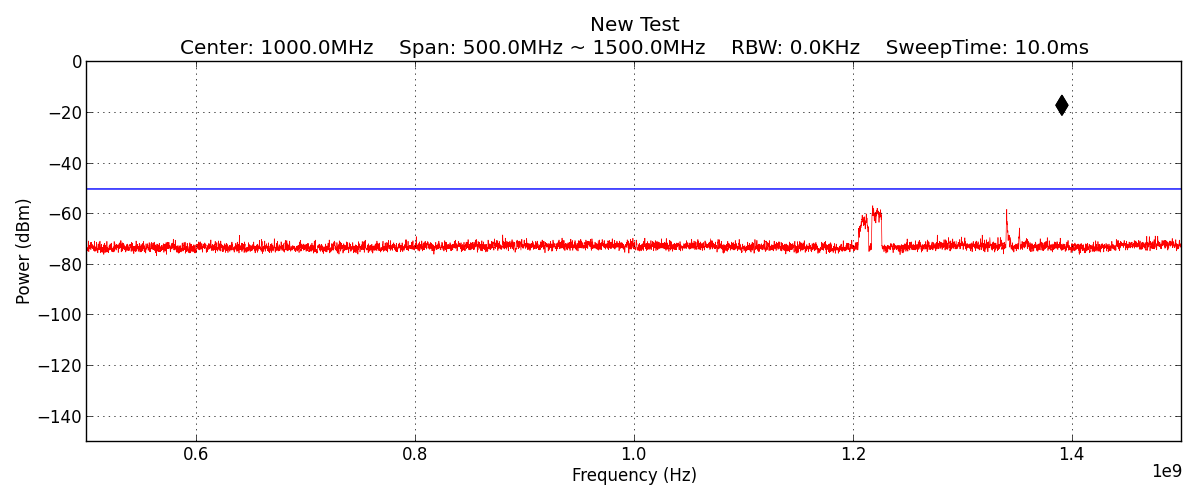 New Test
Center: 1000.0MHz    Span: 500.0MHz ~ 1500.0MHz    RBW: 0.0KHz    SweepTime: 10.0ms
0
−20
−40
−60
−80
−100
−120
−140
Power (dBm)
0.6
0.8
1.0
1.2
1.4
1e9
Frequency (Hz)